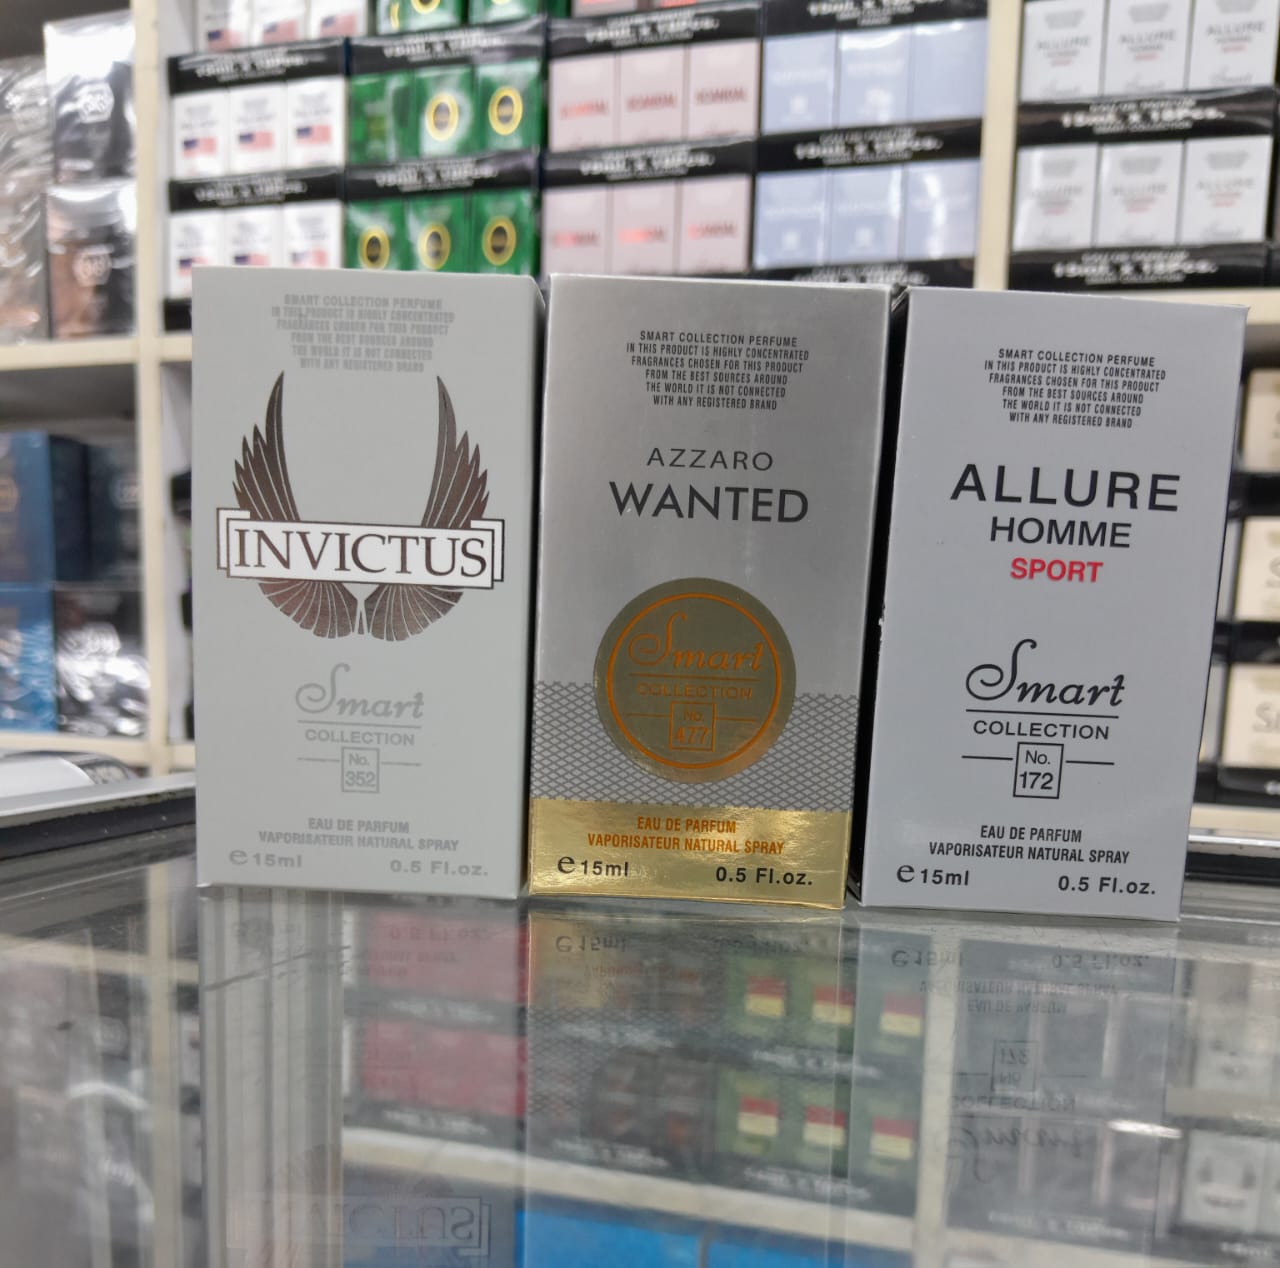 SMART COLLECTION PERFUME
IN THIS PRODUCT IS HIGHLY CONCENTRATED
FRAGRANCES CHOSEN FOR THIS PRODUCT
FROM THE BEST SOURCES AROUND
THE WORLD IT IS NOT CONNECTED
WITH ANY REGISTERED BRAND
INVICTUS
Smart
COLLECTION
No.
352
EAU DE PARFUM
VAPORISATEUR NATURAL SPRAY
e 15ml 0.5 Fl.oz.
SMART COLLECTION PERFUME
IN THIS PRODUCT IS HIGHLY CONCENTRATED
FRAGRANCES CHOSEN FOR THIS PRODUCT
FROM THE BEST SOURCES AROUND
THE WORLD IT IS NOT CONNECTED
WITH ANY REGISTERED BRAND
AZZARO
WANTED
Smart
COLLECTION
No.
477
EAU DE PARFUM
VAPORISATEUR NATURAL SPRAY
e 15ml 0.5 Fl.oz.
SMART COLLECTION PERFUME
IN THIS PRODUCT IS HIGHLY CONCENTRATED
FRAGRANCES CHOSEN FOR THIS PRODUCT
FROM THE BEST SOURCES AROUND
THE WORLD IT IS NOT CONNECTED
WITH ANY REGISTERED BRAND
ALLURE
HOMME
SPORT
Smart
COLLECTION
No.
172
EAU DE PARFUM
VAPORISATEUR NATURAL SPRAY
e 15ml 0.5 Fl.oz.